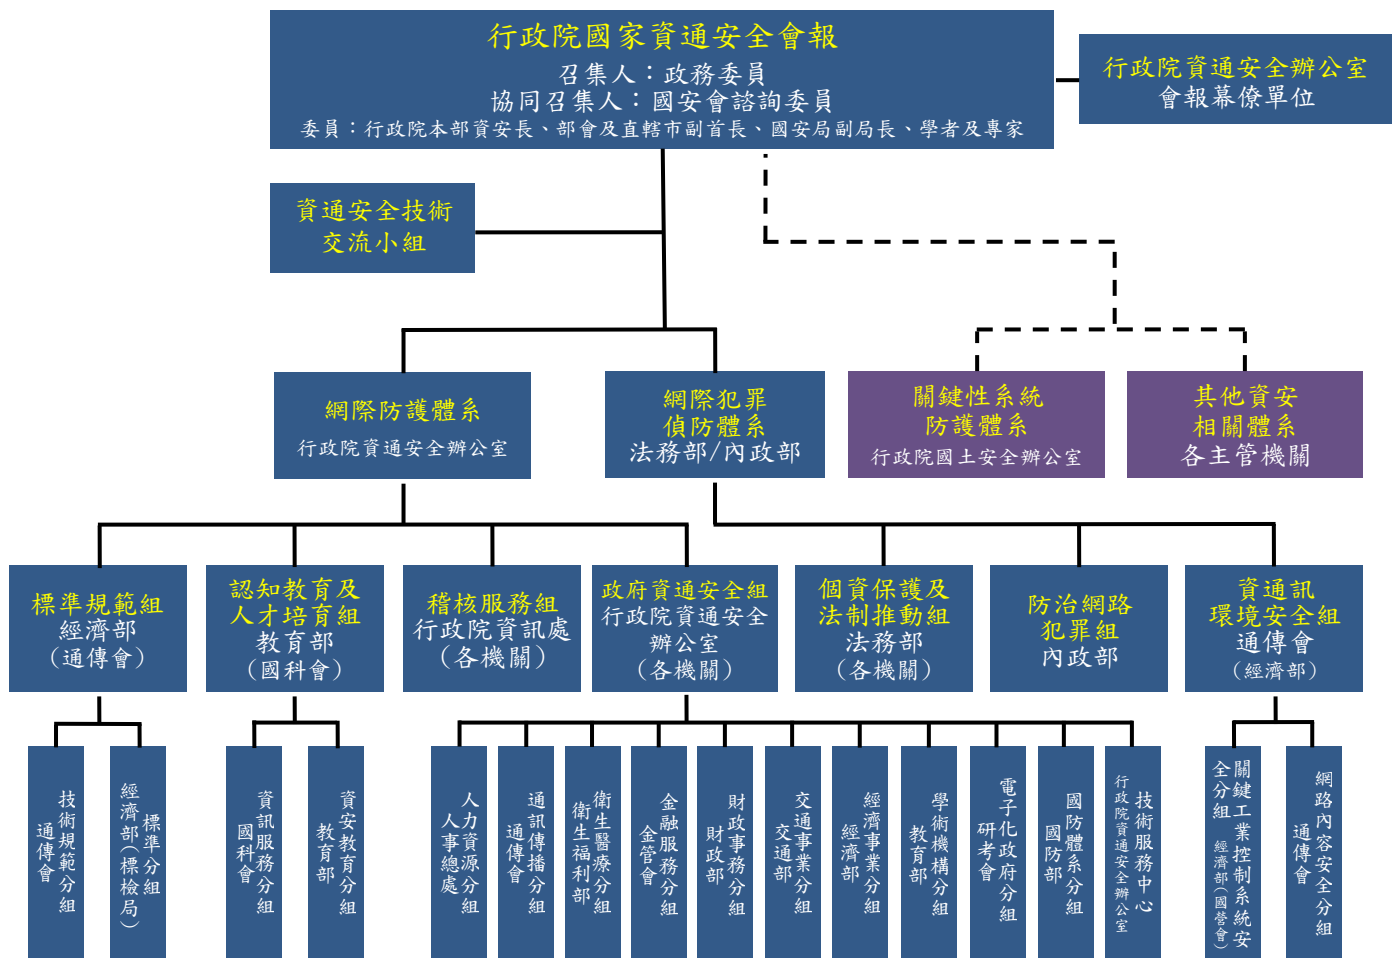 行政院國家資通安全會報
召集人：政務委員
協同召集人：國安會諮詢委員
委員：行政院本部資安長、部會及直轄市副首長、國安局副局長、學者及專家
行政院資通安全辦公室
會報幕僚單位
資通安全技術
交流小組
網際防護體系
行政院資通安全辦公室
網際犯罪
偵防體系
法務部/內政部
關鍵性系統
防護體系
行政院國土安全辦公室
其他資安
相關體系
各主管機關
標準規範組
經濟部
（通傳會）
認知教育及
人才培育組
教育部
（國科會）
稽核服務組
行政院資訊處
（各機關）
政府資通安全組
行政院資通安全
辦公室
（各機關）
個資保護及
法制推動組
法務部
（各機關）
防治網路
犯罪組
內政部
資通訊
環境安全組
通傳會
（經濟部）
技術規範分組
通傳會
標準分組
經濟部（標檢局）
資訊服務分組
國科會
資安教育分組
教育部
人力資源分組
人事總處
通訊傳播分組
通傳會
衛生醫療分組
衛生福利部
金融服務分組
金管會
財政事務分組
財政部
交通事業分組
交通部
經濟事業分組
經濟部
學術機構分組
教育部
電子化政府分組
研考會
國防體系分組
國防部
技術服務中心
行政院資通安全辦公室
關鍵工業控制系統安
全分組 經濟部（國營會）
網路內容安全分組
通傳會